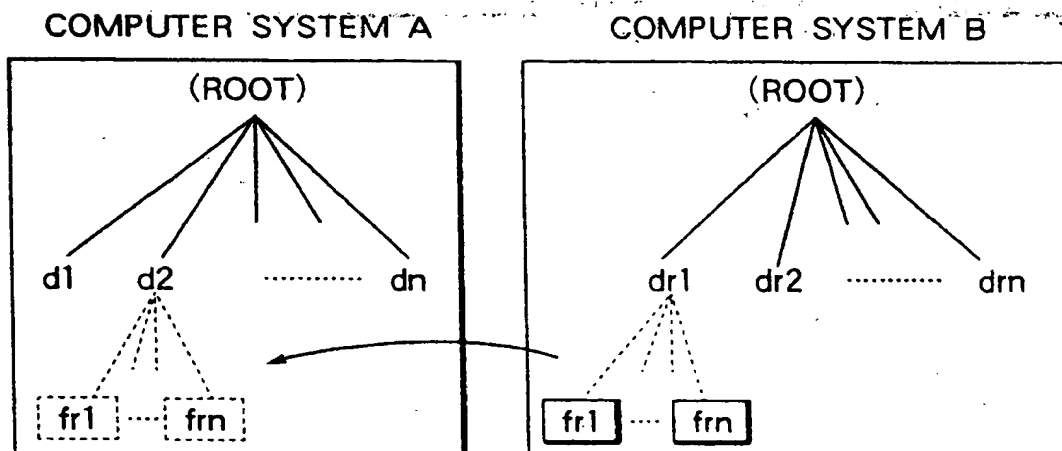 COMPUTER SYSTEM A COMPUTER SYSTEM B
(ROOT) (ROOT)
d1 d2 ......... dn dr1 dr2 ......... drn
fr1 ..... frn fr1 .... frn